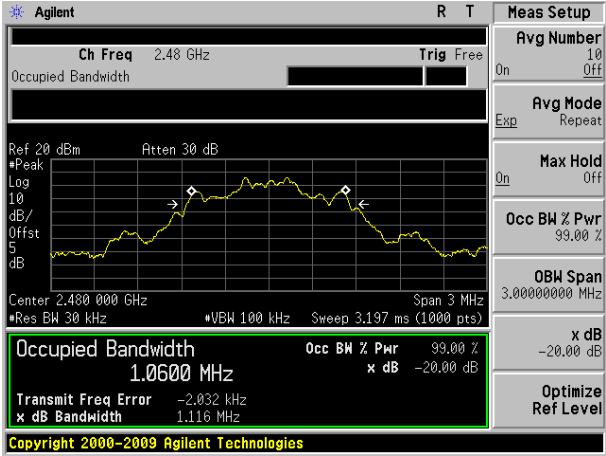 Agilent R T Meas Setup
Avg Number
10
On Off
Ch Freq 2.48 GHz Trig Free
Occupied Bandwidth
Avg Mode
Exp Repeat
Max Hold
On Off
Occ BW % Pwr
99.00 %
OBW Span
3.00000000 MHz
x dB
-20.00 dB
Optimize
Ref Level
Ref 20 dBm Atten 30 dB
#Peak
Log
10
dB/
Offst
5
dB
Center 2.480 000 GHz Span 3 MHz
#Res BW 30 kHz #VBW 100 kHz Sweep 3.197 ms (1000 pts)
Occupied Bandwidth Occ BW % Pwr 99.00 %
1.0600 MHz x dB -20.00 dB
Transmit Freq Error -2.032 kHz
x dB Bandwidth 1.116 MHz
Copyright 2000-2009 Agilent Technologies